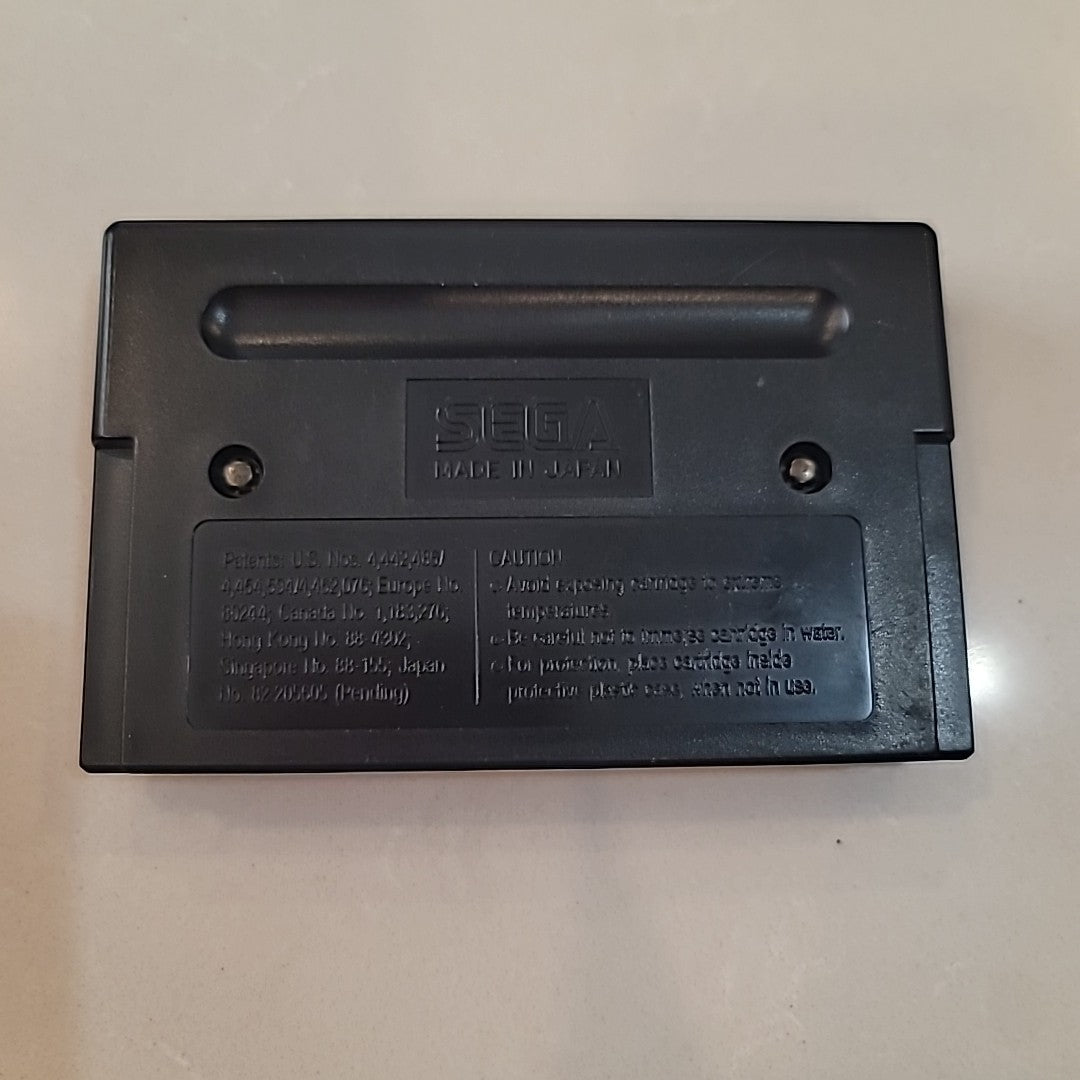 SEGA
MADE IN JAPAN
Patents: U.S. Nos. 4,442,486/
4,454,594/4,462,076; Europe No.
80244; Canada No. 1,183,276;
Hong Kong No. 88-4302;
Singapore No. 88-155; Japan
No. 82-205605 (Pending)
CAUTION
Avoid exposing cartridge to extreme
temperatures.
Be careful not to immerse cartridge in water.
For protection, place cartridge inside
protective plastic case, when not in use.